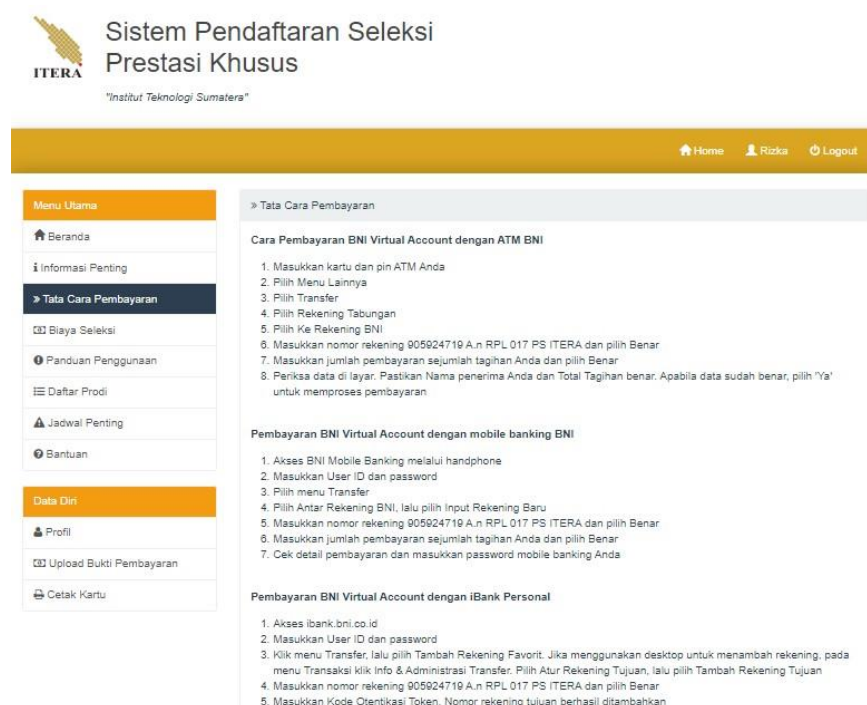 ITERA
Sistem Pendaftaran Seleksi
Prestasi Khusus
"Institut Teknologi Sumatera"
Home Rizka Logout
Menu Utama
Beranda
Informasi Penting
» Tata Cara Pembayaran
Biaya Seleksi
Panduan Penggunaan
Daftar Prodi
Jadwal Penting
Bantuan
Data Diri
Profil
Upload Bukti Pembayaran
Cetak Kartu
» Tata Cara Pembayaran
Cara Pembayaran BNI Virtual Account dengan ATM BNI
1. Masukkan kartu dan pin ATM Anda
2. Pilih Menu Lainnya
3. Pilih Transfer
4. Pilih Rekening Tabungan
5. Pilih Ke Rekening BNI
6. Masukkan nomor rekening 905924719 A.n RPL 017 PS ITERA dan pilih Benar
7. Masukkan jumlah pembayaran sejumlah tagihan Anda dan pilih Benar
8. Periksa data di layar. Pastikan Nama penerima Anda dan Total Tagihan benar. Apabila data sudah benar, pilih 'Ya'
untuk memproses pembayaran
Pembayaran BNI Virtual Account dengan mobile banking BNI
1. Akses BNI Mobile Banking melalui handphone
2. Masukkan User ID dan password
3. Pilih menu Transfer
4. Pilih Antar Rekening BNI, lalu pilih Input Rekening Baru
5. Masukkan nomor rekening 905924719 A.n RPL 017 PS ITERA dan pilih Benar
6. Masukkan jumlah pembayaran sejumlah tagihan Anda dan pilih Benar
7. Cek detail pembayaran dan masukkan password mobile banking Anda
Pembayaran BNI Virtual Account dengan iBank Personal
1. Akses ibank.bni.co.id
2. Masukkan User ID dan password
3. Klik menu Transfer, lalu pilih Tambah Rekening Favorit. Jika menggunakan desktop untuk menambah rekening, pada
menu Transaksi klik Info & Administrasi Transfer. Pilih Atur Rekening Tujuan, lalu pilih Tambah Rekening Tujuan
4. Masukkan nomor rekening 905924719 A.n RPL 017 PS ITERA dan pilih Benar
5. Masukkan Kode Otentikasi Token. Nomor rekening tujuan berhasil ditambahkan